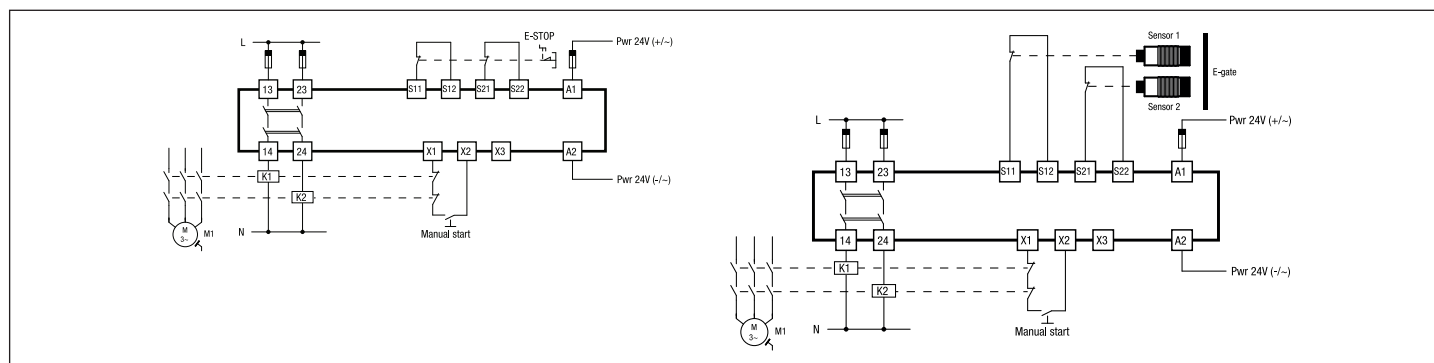 E-STOP
Pwr 24V (+/~)
L
13 23 S11 S12 S21 S22 A1
14 24 X1 X2 X3 A2
K1
Pwr 24V (-/~)
K2
M
3~
M1
N
Manual start
Sensor 1
E-gate
Sensor 2
L
Pwr 24V (+/~)
13 23 S11 S12 S21 S22 A1
14 24 X1 X2 X3 A2
K1
Pwr 24V (-/~)
K2
M
3~
M1
N
Manual start